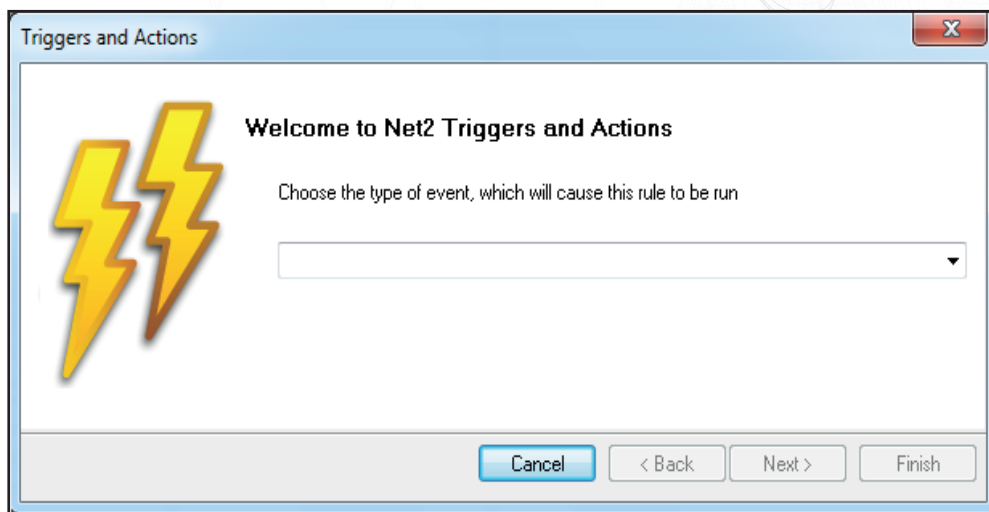 Triggers and Actions
Welcome to Net2 Triggers and Actions
Choose the type of event, which will cause this rule to be run
Cancel
< Back
Next >
Finish